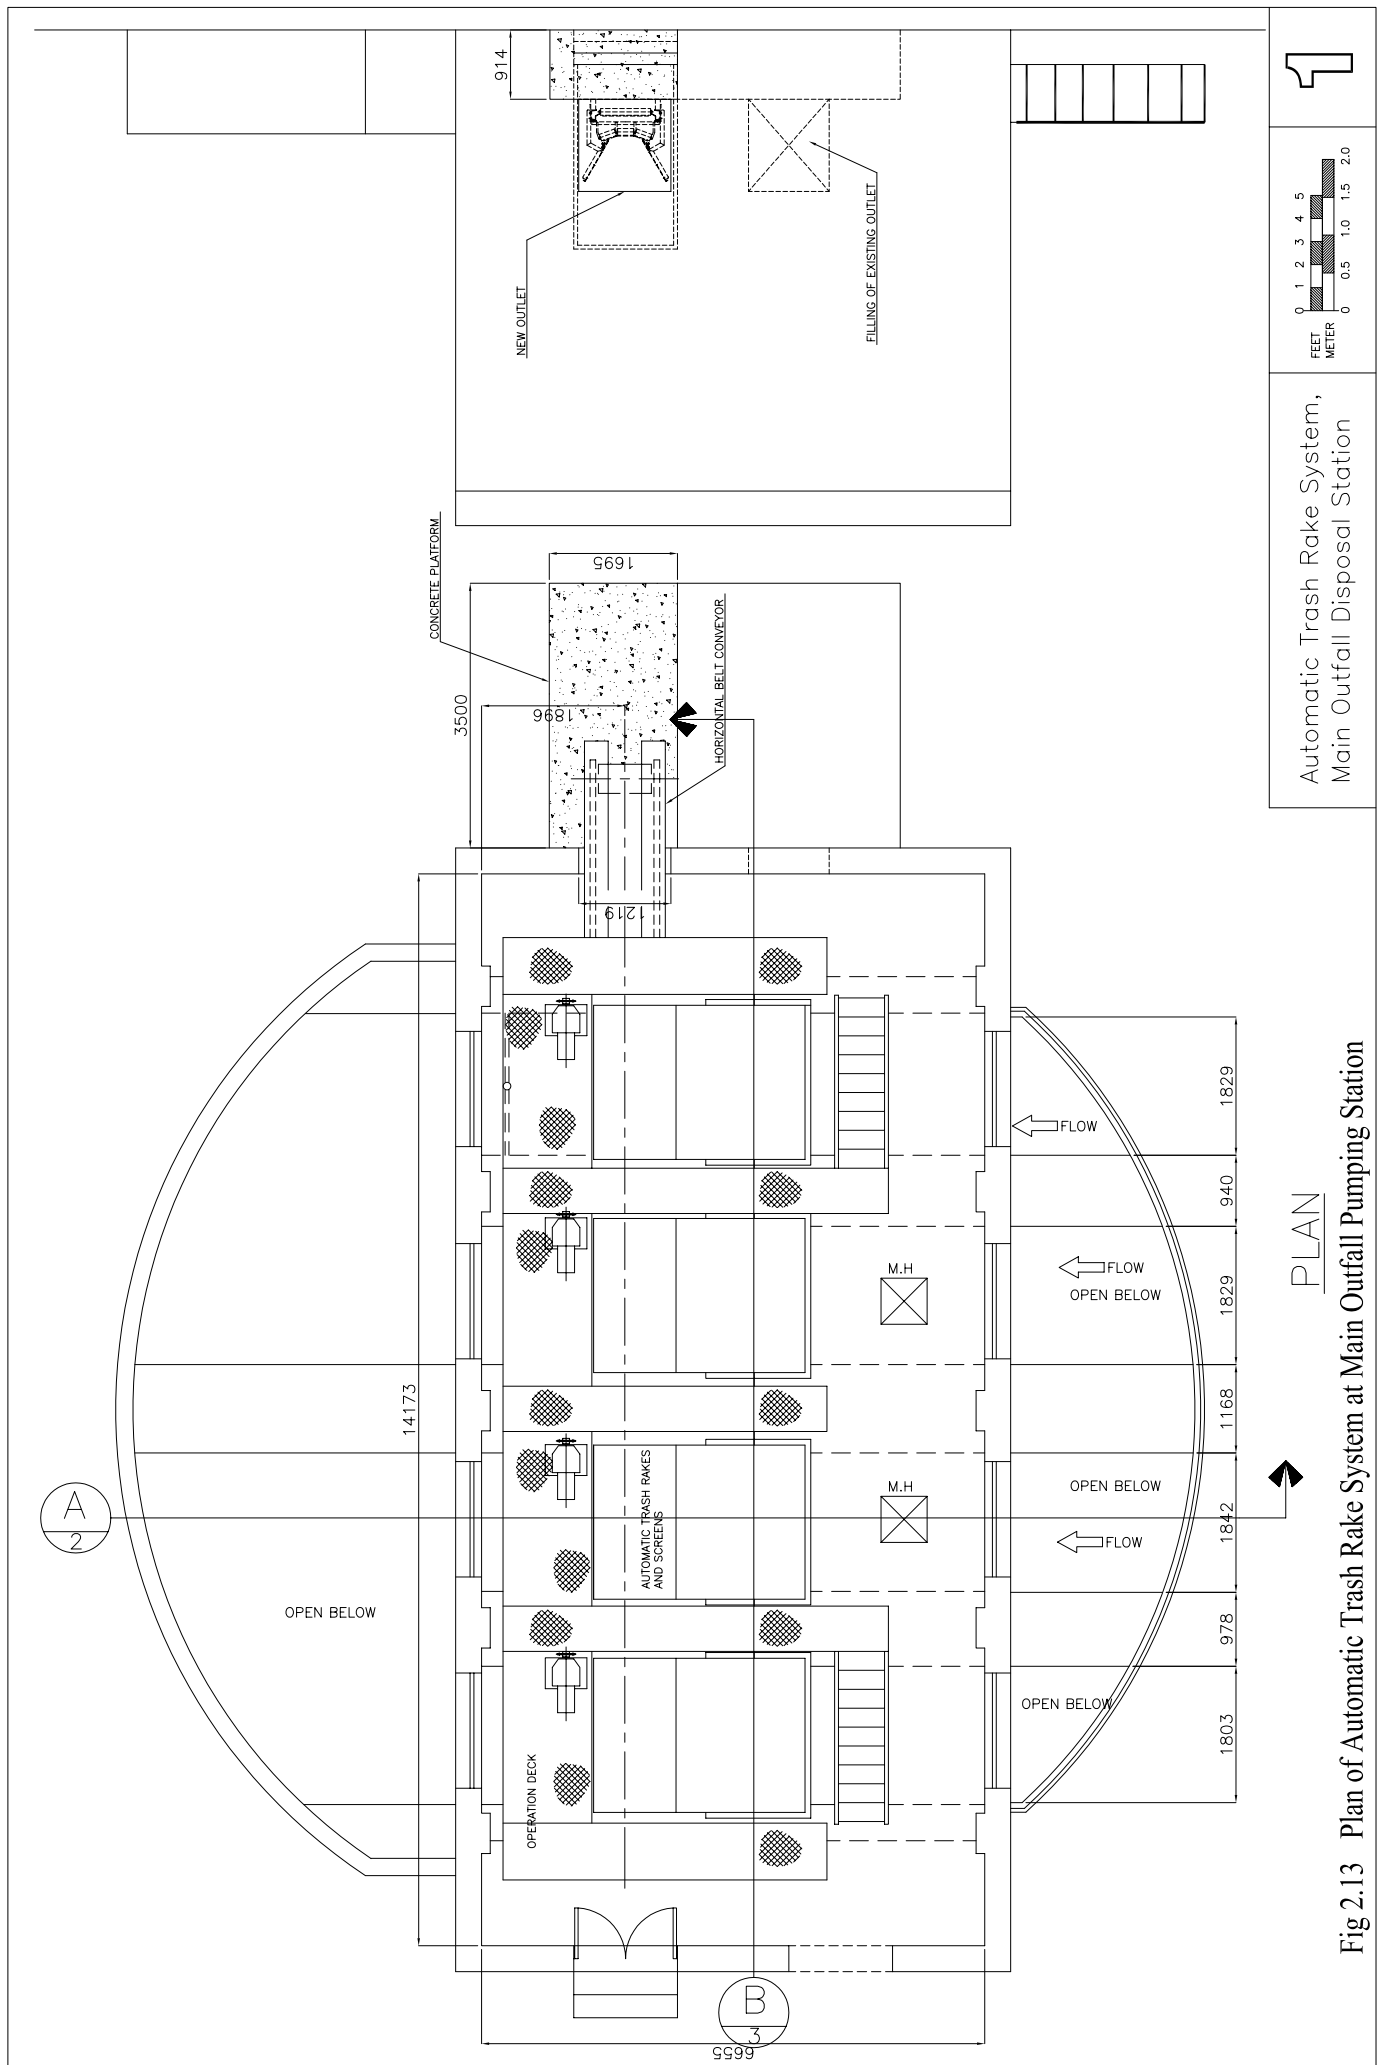 914
NEW OUTLET
FILLING OF EXISTING OUTLET
1
FEET
METER
0 1 2 3 4 5
0 0.5 1.0 1.5 2.0
CONCRETE PLATFORM
3500
1695
1896
HORIZONTAL BELT CONVEYOR
1219
Automatic Trash Rake System,
Main Outfall Disposal Station
14173
A
2
OPEN BELOW
AUTOMATIC TRASH RAKES
AND SCREENS
OPERATION DECK
M.H
M.H
FLOW
FLOW
OPEN BELOW
OPEN BELOW
FLOW
OPEN BELOW
1829
940
1829
1168
1842
978
1803
B
3
6655
PLAN
Fig 2.13 Plan of Automatic Trash Rake System at Main Outfall Pumping Station